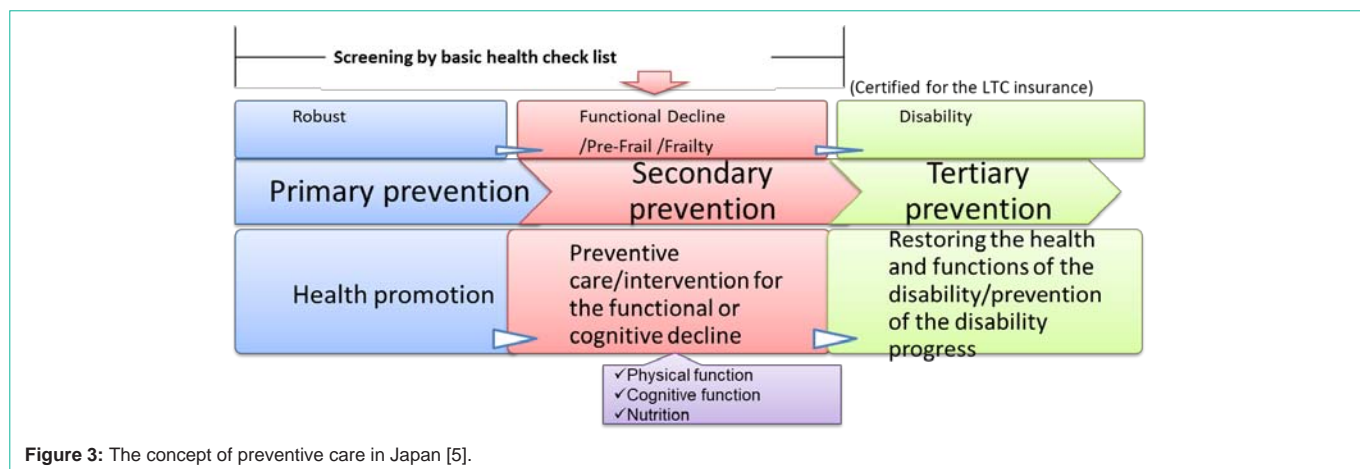 Screening by basic health check list
(Certified for the LTC insurance)
Robust
Functional Decline
/Pre-Frail /Frailty
Disability
Primary prevention
Secondary
prevention
Tertiary
prevention
Health promotion
Preventive
care/intervention for
the functional or
cognitive decline
Restoring the health
and functions of the
disability/prevention
of the disability
progress
✓Physical function
✓Cognitive function
✓Nutrition
Figure 3: The concept of preventive care in Japan [5].